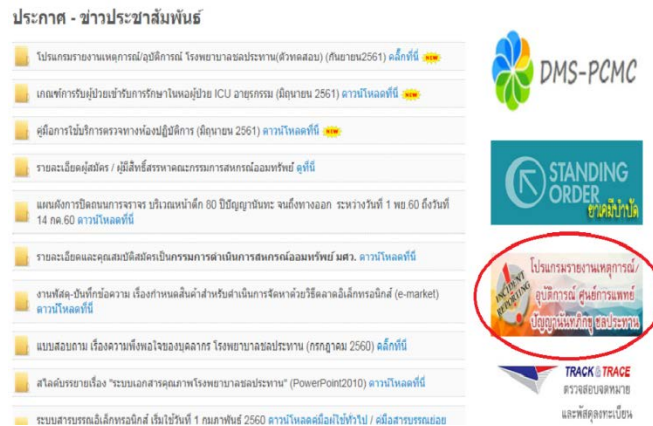 ประกาศ - ข่าวประชาสัมพันธ์
โปรแกรมรายงานเหตุการณ์/อุบัติการณ์ โรงพยาบาลชลประทาน(ตัวทดสอบ) (กันยายน2561) คลิ๊กที่นี่ NEW
เกณฑ์การรับผู้ป่วยเข้ารับการรักษาในหอผู้ป่วย ICU อายุรกรรม (มิถุนายน 2561) ดาวน์โหลดที่นี่ NEW
คู่มือการใช้บริการตรวจทางห้องปฏิบัติการ (มิถุนายน 2561) ดาวน์โหลดที่นี่ NEW
รายละเอียดผู้สมัคร / ผู้มีสิทธิ์สรรหาคณะกรรมการสหกรณ์ออมทรัพย์ ดูที่นี่
แผนผังการปิดถนนการจราจร บริเวณหน้าตึก 80 ปีปัญญานันทะ จนถึงทางออก ระหว่างวันที่ 1 พย.60 ถึงวันที่
14 กค.60 ดาวน์โหลดที่นี่
รายละเอียดและคุณสมบัติสมัครเป็นกรรมการดำเนินการสหกรณ์ออมทรัพย์ มศว. ดาวน์โหลดที่นี่
งานพัสดุ-บันทึกข้อความ เรื่องกำหนดสินค้าสำหรับดำเนินการจัดหาด้วยวิธีตลาดอิเล็กทรอนิกส์ (e-market)
ดาวน์โหลดที่นี่
แบบสอบถาม เรื่องความพึงพอใจของบุคลากร โรงพยาบาลชลประทาน (กรกฎาคม 2560) คลิ๊กที่นี่
สไลด์บรรยายเรื่อง "ระบบเอกสารคุณภาพโรงพยาบาลชลประทาน" (PowerPoint2010) ดาวน์โหลดที่นี่
ระบบสารบรรณอิเล็กทรอนิกส์ เริ่มใช้วันที่ 1 กุมภาพันธ์ 2560 ดาวน์โหลดคู่มือผู้ใช้ทั่วไป / คู่มือสารบรรณย่อย
DMS-PCMC
STANDING
ORDER
ยาเคมีบำบัด
INCIDENT
REPORTING
โปรแกรมรายงานเหตุการณ์/
อุบัติการณ์ ศูนย์การแพทย์
ปัญญานันทภิกขุ ชลประทาน
TRACK & TRACE
ตรวจสอบจดหมาย
และพัสดุลงทะเบียน